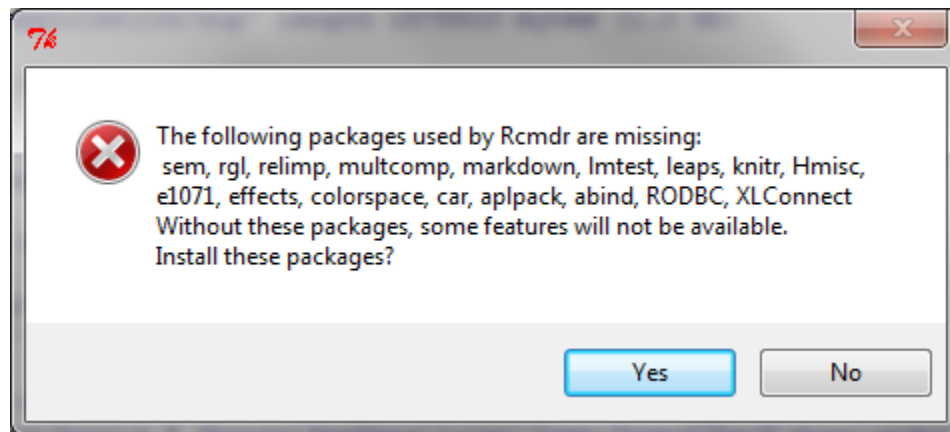 Tk
The following packages used by Rcmdr are missing:
sem, rgl, relimp, multcomp, markdown, lmtest, leaps, knitr, Hmisc,
e1071, effects, colorspace, car, aplpack, abind, RODBC, XLConnect
Without these packages, some features will not be available.
Install these packages?
Yes
No